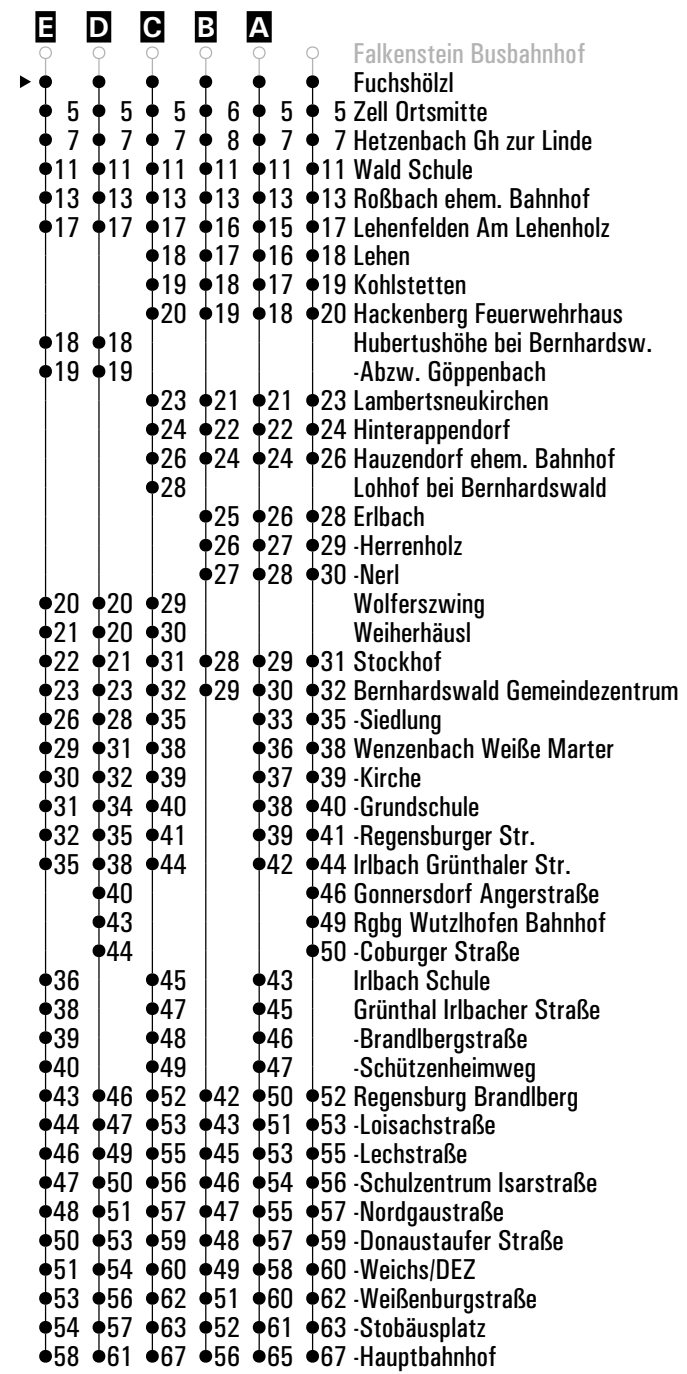 E D C B A
Falkenstein Busbahnhof
Fuchshölzl
5 5 5 6 5 5 Zell Ortsmitte
7 7 7 8 7 7 Hetzenbach Gh zur Linde
11 11 11 11 11 11 Wald Schule
13 13 13 13 13 13 Roßbach ehem. Bahnhof
17 17 17 16 15 17 Lehenfelden Am Lehenholz
18 17 16 18 Lehen
19 18 17 19 Kohlstetten
20 19 18 20 Hackenberg Feuerwehrhaus
18 18 Hubertushöhe bei Bernhardsw.
19 19 -Abzw. Göppenbach
23 21 21 23 Lambertsneukirchen
24 22 22 24 Hinterappendorf
26 24 24 26 Hauzendorf ehem. Bahnhof
28 Lohhof bei Bernhardswald
25 26 28 Erlbach
26 27 29 -Herrenholz
27 28 30 -Nerl
20 20 29 Wolferszwing
21 20 30 Weiherhäusl
22 21 31 28 29 31 Stockhof
23 23 32 29 30 32 Bernhardswald Gemeindezentrum
26 28 35 33 35 -Siedlung
29 31 38 36 38 Wenzenbach Weiße Marter
30 32 39 37 39 -Kirche
31 34 40 38 40 -Grundschule
32 35 41 39 41 -Regensburger Str.
35 38 44 42 44 Irlbach Grünthaler Str.
40 46 Gonnersdorf Angerstraße
43 49 Rgbg Wutzlhofen Bahnhof
44 50 -Coburger Straße
36 45 43 Irlbach Schule
38 47 45 Grünthal Irlbacher Straße
39 48 46 -Brandlbergstraße
40 49 47 -Schützenheimweg
43 46 52 42 50 52 Regensburg Brandlberg
44 47 53 43 51 53 -Loisachstraße
46 49 55 45 53 55 -Lechstraße
47 50 56 46 54 56 -Schulzentrum Isarstraße
48 51 57 47 55 57 -Nordgaustraße
50 53 59 48 57 59 -Donaustaufer Straße
51 54 60 49 58 60 -Weichs/DEZ
53 56 62 51 60 62 -Weißenburgstraße
54 57 63 52 61 63 -Stobäusplatz
58 61 67 56 65 67 -Hauptbahnhof